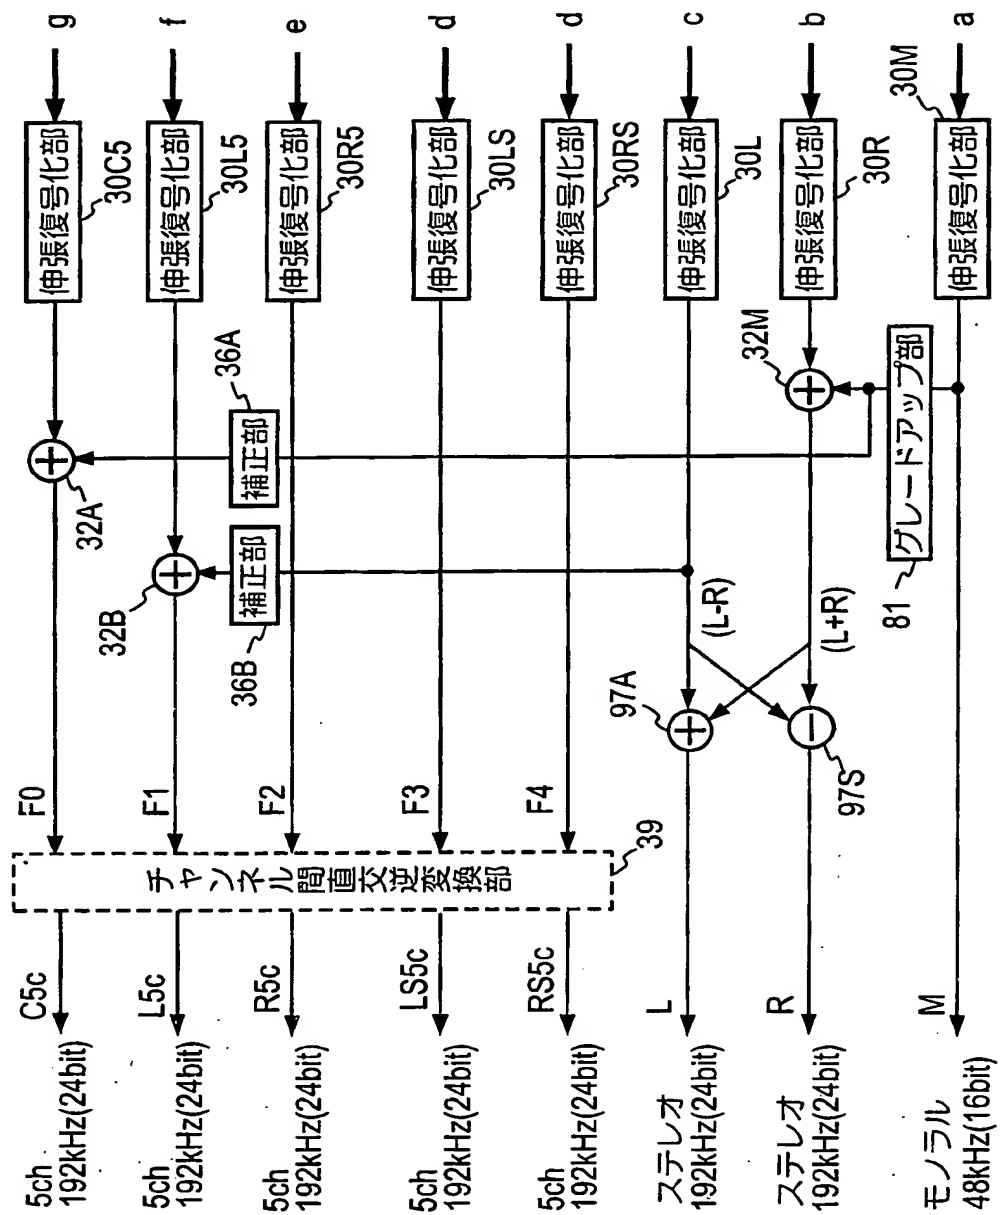 g
f
e
d
d
c
b
a
伸張復号化部
30C5
伸張復号化部
30L5
伸張復号化部
30R5
伸張復号化部
30LS
伸張復号化部
30RS
伸張復号化部
30L
伸張復号化部
30R
伸張復号化部
30M
32A
補正部
36A
32M
グレードアップ部
81
32B
補正部
36B
(L-R)
(L+R)
97A
97S
F0
F1
F2
F3
F4
チャンネル間直交逆変換部
39
C5c
L5c
R5c
LS5c
RS5c
L
R
M
5ch
192kHz(24bit)
5ch
192kHz(24bit)
5ch
192kHz(24bit)
5ch
192kHz(24bit)
5ch
192kHz(24bit)
ステレオ
192kHz(24bit)
ステレオ
192kHz(24bit)
モノラル
48kHz(16bit)